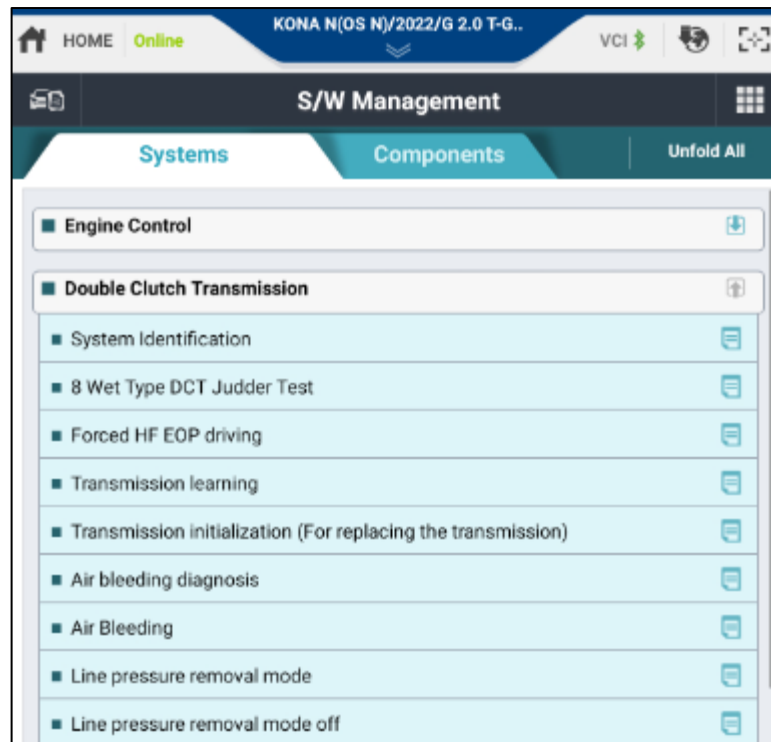 KONA N(OS N)/2022/G 2.0 T-G..
HOME Online VCI
S/W Management
Systems Components Unfold All
Engine Control
Double Clutch Transmission
System Identification
8 Wet Type DCT Judder Test
Forced HF EOP driving
Transmission learning
Transmission initialization (For replacing the transmission)
Air bleeding diagnosis
Air Bleeding
Line pressure removal mode
Line pressure removal mode off